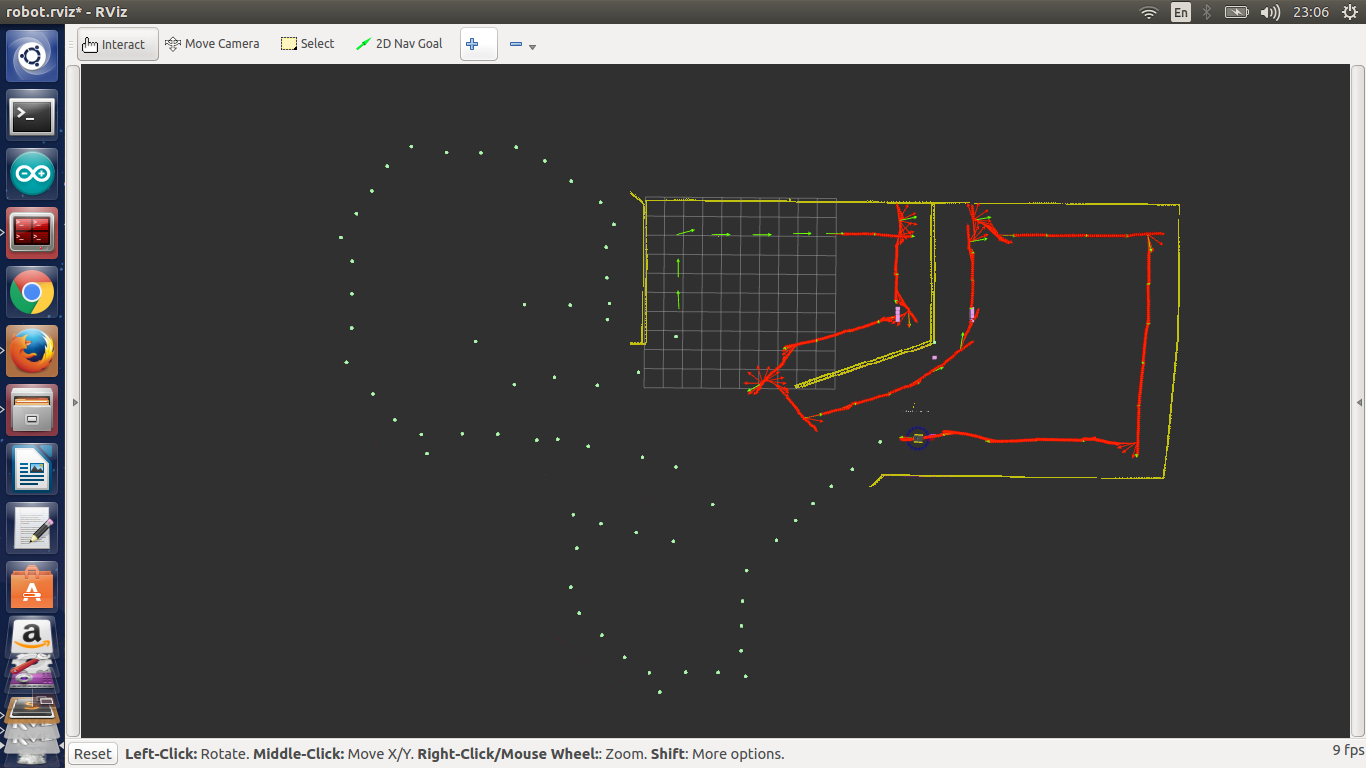 robot.rviz* - RViz
En
23:06
Interact
Move Camera
Select
2D Nav Goal
Reset
Left-Click: Rotate. Middle-Click: Move X/Y. Right-Click/Mouse Wheel:: Zoom. Shift: More options.
9 fps